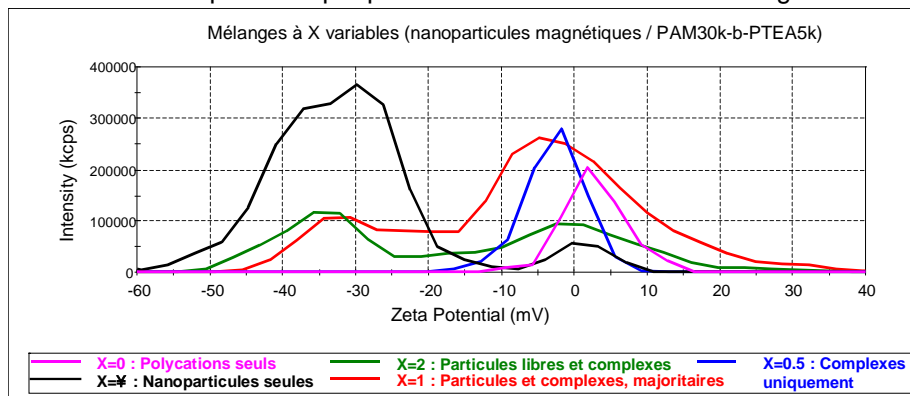 Mélanges à X variables (nanoparticules magnétiques / PAM30k-b-PTEA5k)
400000
300000
200000
100000
0
Intensity (kcps)
-60 -50 -40 -30 -20 -10 0 10 20 30 40
Zeta Potential (mV)
X=0 : Polycations seuls X=2 : Particules libres et complexes X=0.5 : Complexes
X=¥ : Nanoparticules seules X=1 : Particules et complexes, majoritaires uniquement